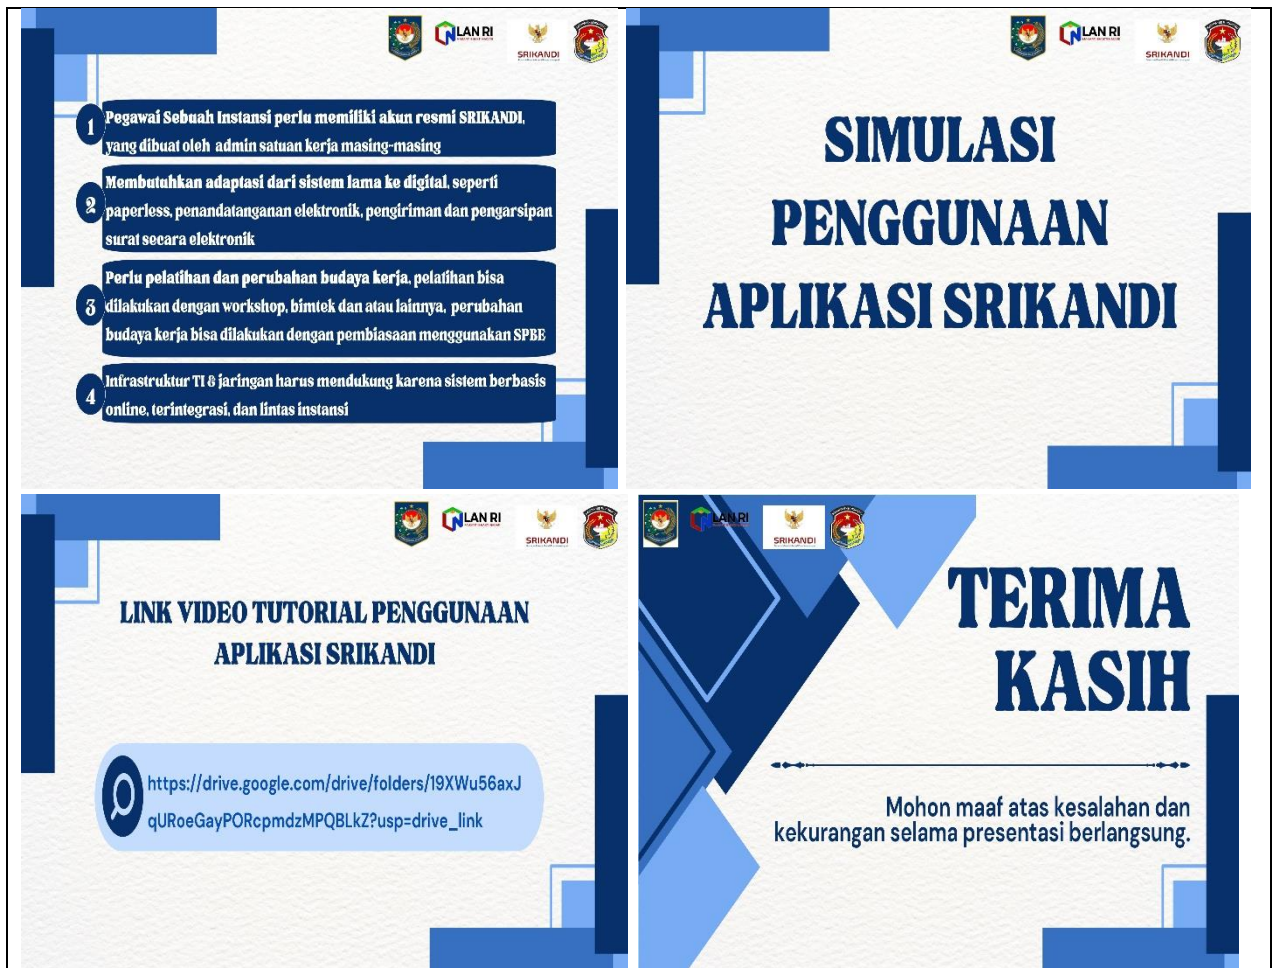 LAN RI
SRIKANDI
1
Pegawai Sebuah Instansi perlu memiliki akun resmi SRIKANDI,
yang dibuat oleh admin satuan kerja masing-masing
2
Membutuhkan adaptasi dari sistem lama ke digital, seperti
paperless, penandatanganan elektronik, pengiriman dan pengarsipan
surat secara elektronik
3
Perlu pelatihan dan perubahan budaya kerja, pelatihan bisa
dilakukan dengan workshop, bimtek dan atau lainnya, perubahan
budaya kerja bisa dilakukan dengan pembiasaan menggunakan SPBE
4
Infrastruktur TI & jaringan harus mendukung karena sistem berbasis
online, terintegrasi, dan lintas instansi
LAN RI
SRIKANDI
SIMULASI
PENGGUNAAN
APLIKASI SRIKANDI
LAN RI
SRIKANDI
LINK VIDEO TUTORIAL PENGGUNAAN
APLIKASI SRIKANDI
https://drive.google.com/drive/folders/19XWu56axJ
qURoeGayPORcpmdzMPQBLkZ?usp=drive_link
LAN RI
SRIKANDI
TERIMA
KASIH
Mohon maaf atas kesalahan dan
kekurangan selama presentasi berlangsung.